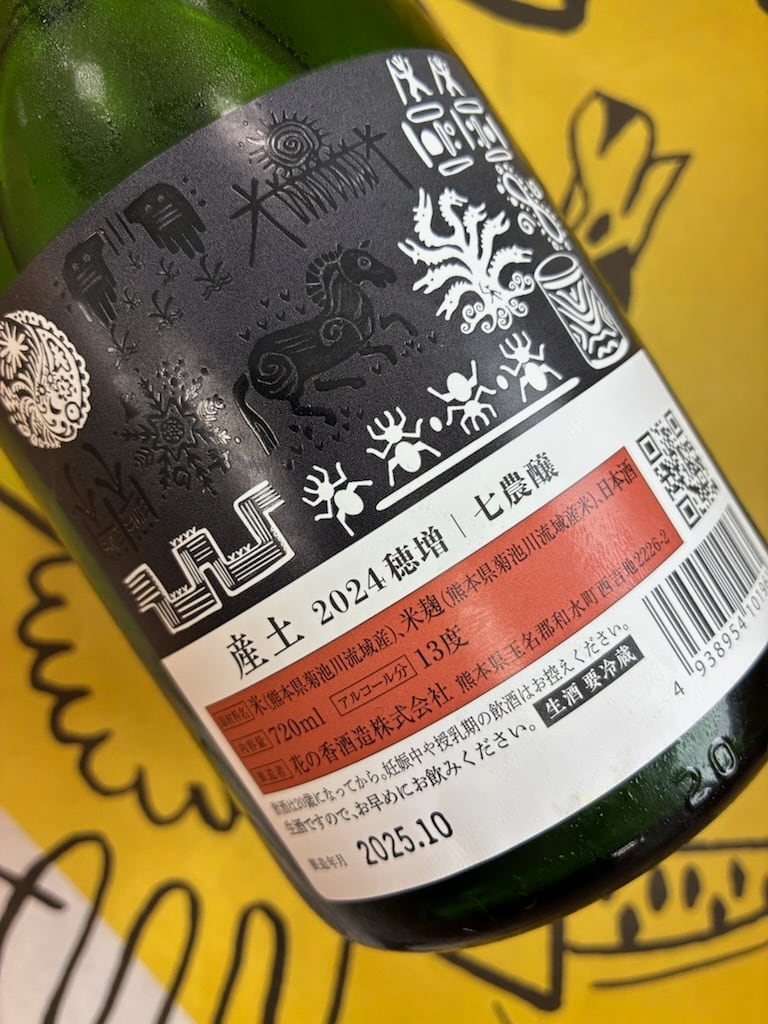 産土 2024 穂増 | 七農醸
原材料名 米(熊本県菊池川流域産)、米麹(熊本県菊池川流域産米)、日本酒
内容量 720ml アルコール分 13度
製造者 花の香酒造株式会社 熊本県玉名郡和水町西吉地2226-2
飲酒は20歳になってから。妊娠中や授乳期の飲酒はお控えください。
生酒ですので、お早めにお飲みください。 生酒 要冷蔵
製造年月 2025.10
4 938954 101
20